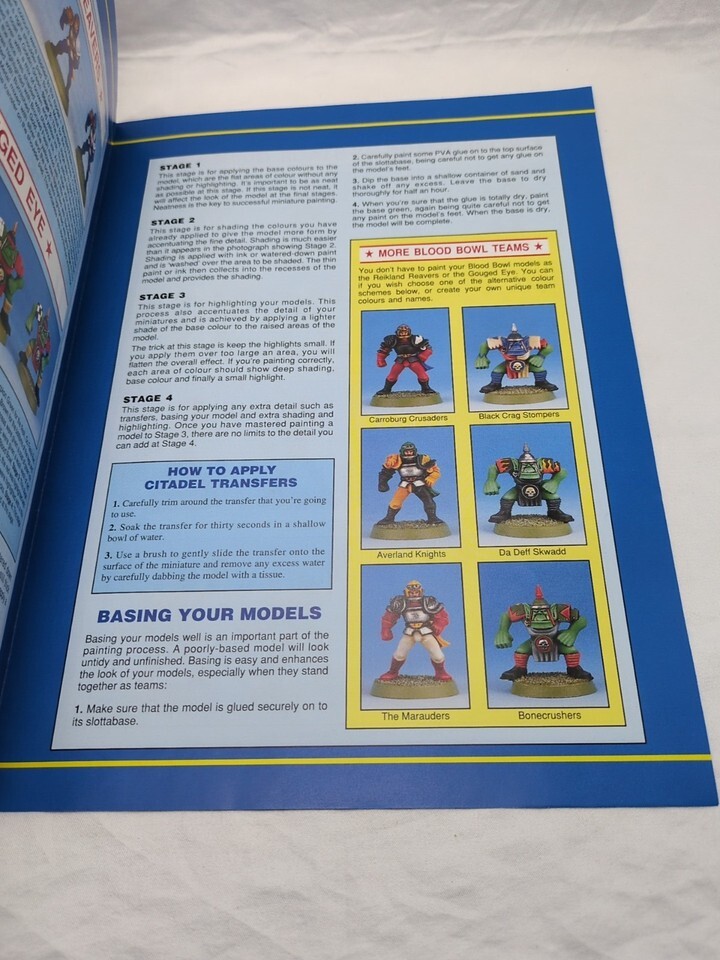 REAVERS
GED EYE ★
STAGE 1
This stage is for applying the base colours to the
model, which are the flat areas of colour without any
shading or highlighting. It's important to be as neat
as possible at this stage. If this stage is not neat, it
will affect the look of the model at the final stages.
Neatness is the key to successful miniature painting.
STAGE 2
This stage is for shading the colours you have
already applied to give the model more form by
accentuating the fine detail. Shading is much easier
than it appears in the photograph showing Stage 2.
Shading is applied with ink or watered-down paint
and is 'washed' over the area to be shaded. The thin
paint or ink then collects into the recesses of the
model and provides the shading.
STAGE 3
This stage is for highlighting your models. This
process also accentuates the detail of your
miniatures and is achieved by applying a lighter
shade of the base colour to the raised areas of the
model.
The trick at this stage is keep the highlights small. If
you apply them over too large an area, you will
flatten the overall effect. If you're painting correctly,
each area of colour should show deep shading,
base colour and finally a small highlight.
STAGE 4
This stage is for applying any extra detail such as
transfers, basing your model and extra shading and
highlighting. Once you have mastered painting a
model to Stage 3, there are no limits to the detail you
can add at Stage 4.
HOW TO APPLY
CITADEL TRANSFERS
1. Carefully trim around the transfer that you're going
to use.
2. Soak the transfer for thirty seconds in a shallow
bowl of water.
3. Use a brush to gently slide the transfer onto the
surface of the miniature and remove any excess water
by carefully dabbing the model with a tissue.
BASING YOUR MODELS
Basing your models well is an important part of the
painting process. A poorly-based model will look
untidy and unfinished. Basing is easy and enhances
the look of your models, especially when they stand
together as teams:
1. Make sure that the model is glued securely on to
its slottabase.
2. Carefully paint some PVA glue on to the top surface
of the slottabase, being careful not to get any glue on
the model's feet.
3. Dip the base into a shallow container of sand and
shake off any excess. Leave the base to dry
thoroughly for half an hour.
4. When you're sure that the glue is totally dry, paint
the base green, again being quite careful not to get
any paint on the model's feet. When the base is dry,
the model will be complete.
★ MORE BLOOD BOWL TEAMS ★
You don't have to paint your Blood Bowl models as
the Reikland Reavers or the Gouged Eye. You can
if you wish choose one of the alternative colour
schemes below, or create your own unique team
colours and names.
Carroburg Crusaders
Black Crag Stompers
Averland Knights
Da Deff Skwadd
The Marauders
Bonecrushers